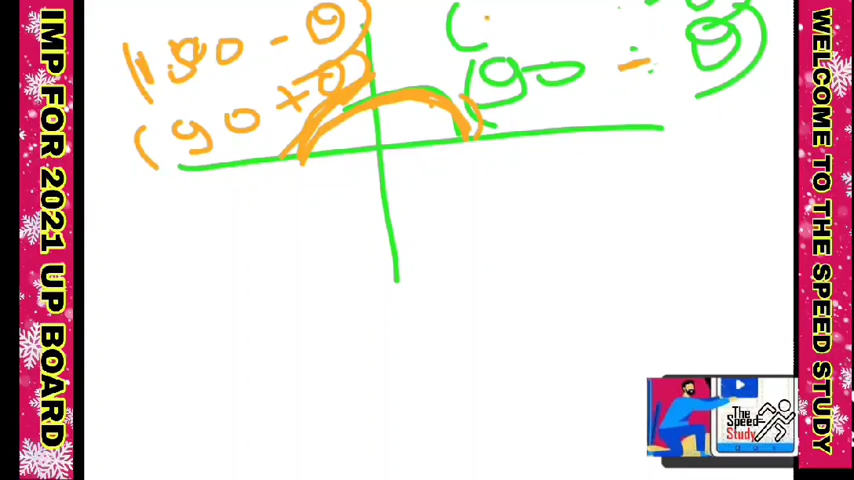 IMP FOR 2021 UP BOARD
180 - θ)
(90 + θ)
(90 - θ)
WELCOME TO THE SPEED STUDY
The
Speed
Study